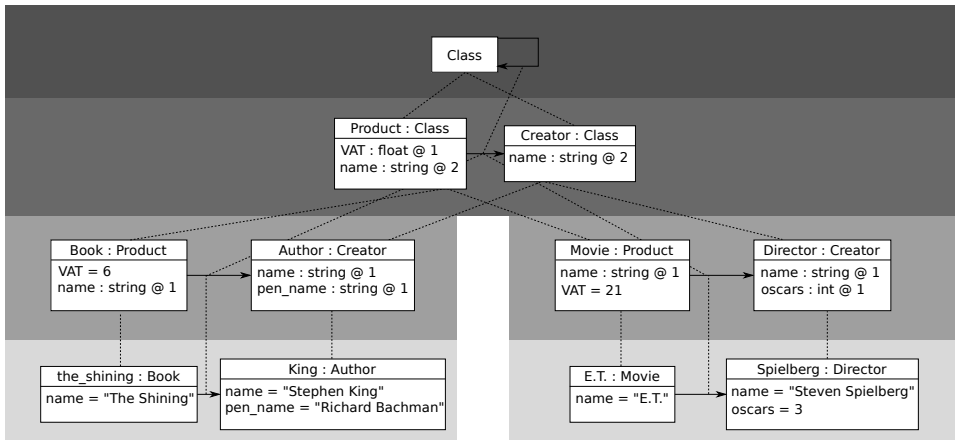 Class
Product : Class
VAT : float @ 1
name : string @ 2
Creator : Class
name : string @ 2
Book : Product
VAT = 6
name : string @ 1
Author : Creator
name : string @ 1
pen_name : string @ 1
Movie : Product
name : string @ 1
VAT = 21
Director : Creator
name : string @ 1
oscars : int @ 1
the_shining : Book
name = "The Shining"
King : Author
name = "Stephen King"
pen_name = "Richard Bachman"
E.T. : Movie
name = "E.T."
Spielberg : Director
name = "Steven Spielberg"
oscars = 3